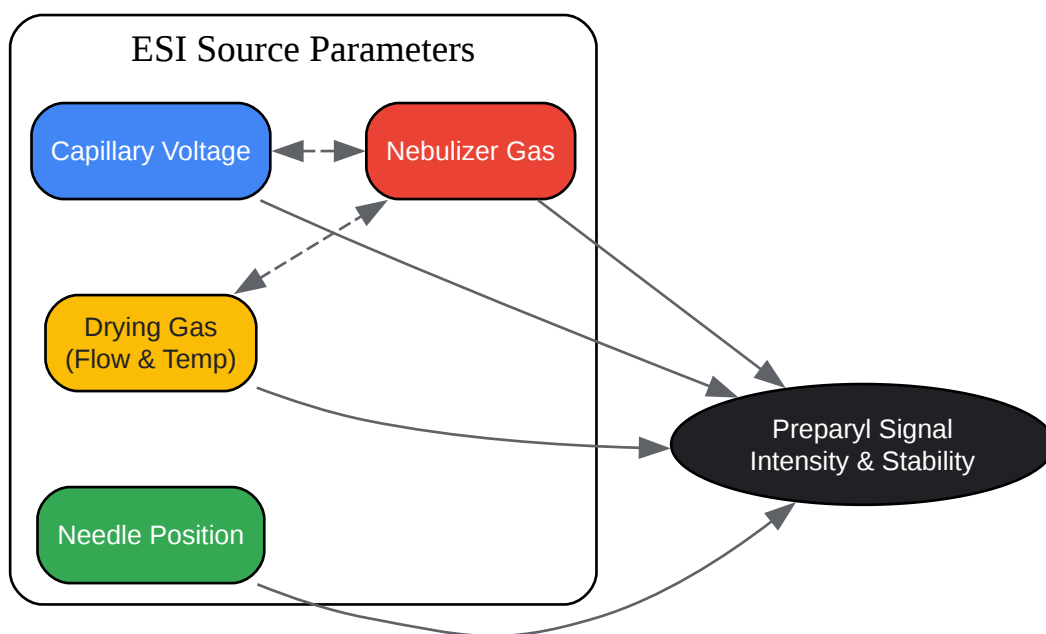 ESI Source Parameters
Capillary Voltage
Nebulizer Gas
Drying Gas
(Flow & Temp)
Preparyl Signal
Intensity & Stability
Needle Position